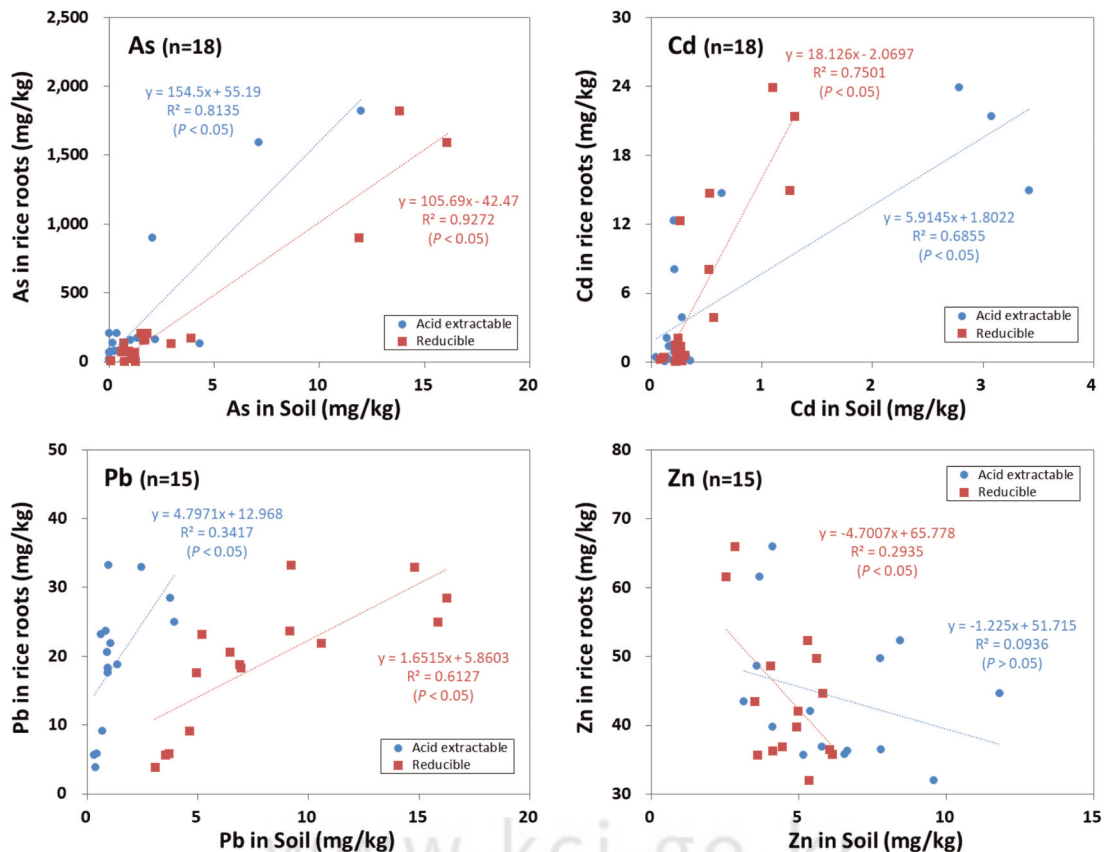 2,500
2,000
1,500
1,000
500
0
As in rice roots (mg/kg)
As (n=18)
y = 154.5x + 55.19
R² = 0.8135
(P < 0.05)
y = 105.69x - 42.47
R² = 0.9272
(P < 0.05)
Acid extractable
Reducible
0 5 10 15 20
As in Soil (mg/kg)
30
24
18
12
6
0
Cd in rice roots (mg/kg)
Cd (n=18)
y = 18.126x - 2.0697
R² = 0.7501
(P < 0.05)
y = 5.9145x + 1.8022
R² = 0.6855
(P < 0.05)
Acid extractable
Reducible
0 1 2 3 4
Cd in Soil (mg/kg)
50
40
30
20
10
0
Pb in rice roots (mg/kg)
Pb (n=15)
y = 4.7971x + 12.968
R² = 0.3417
(P < 0.05)
y = 1.6515x + 5.8603
R² = 0.6127
(P < 0.05)
Acid extractable
Reducible
0 5 10 15 20
Pb in Soil (mg/kg)
80
70
60
50
40
30
Zn in rice roots (mg/kg)
Zn (n=15)
Acid extractable
Reducible
y = -4.7007x + 65.778
R² = 0.2935
(P < 0.05)
y = -1.225x + 51.715
R² = 0.0936
(P > 0.05)
0 5 10 15
Zn in Soil (mg/kg)